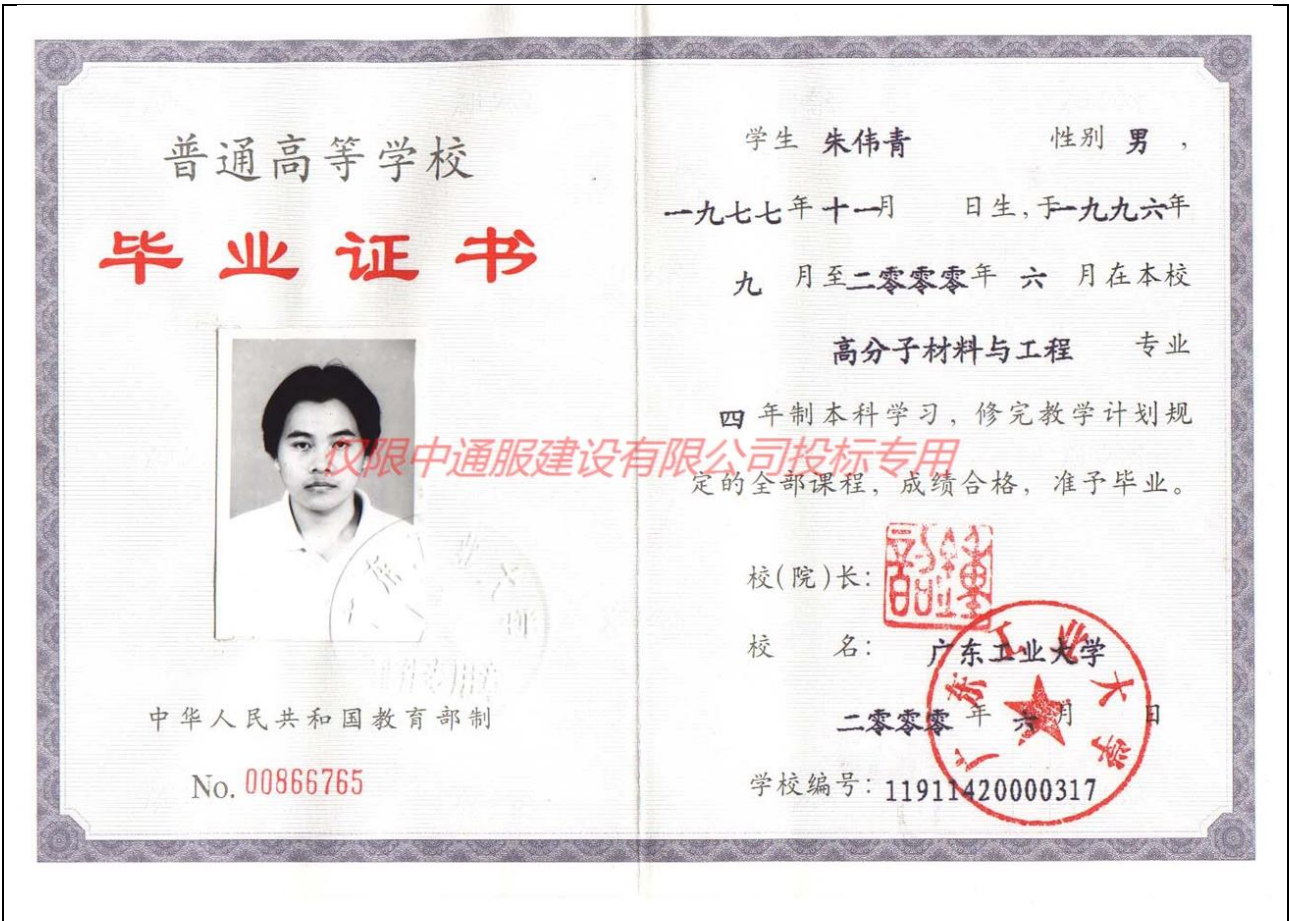 普通高等学校
毕业证书
仅限中通服建设有限公司投标专用
中华人民共和国教育部制
No. 00866765
学生 朱伟青 性别 男，
一九七七年十一月 日生，于一九九六年
九 月至二零零零年 六 月在本校
高分子材料与工程 专业
四 年制本科学习，修完教学计划规
定的全部课程，成绩合格，准予毕业。
校(院)长：
校 名： 广东工业大学
广东工业大学
二零零零 年 六 月 日
学校编号：11911420000317